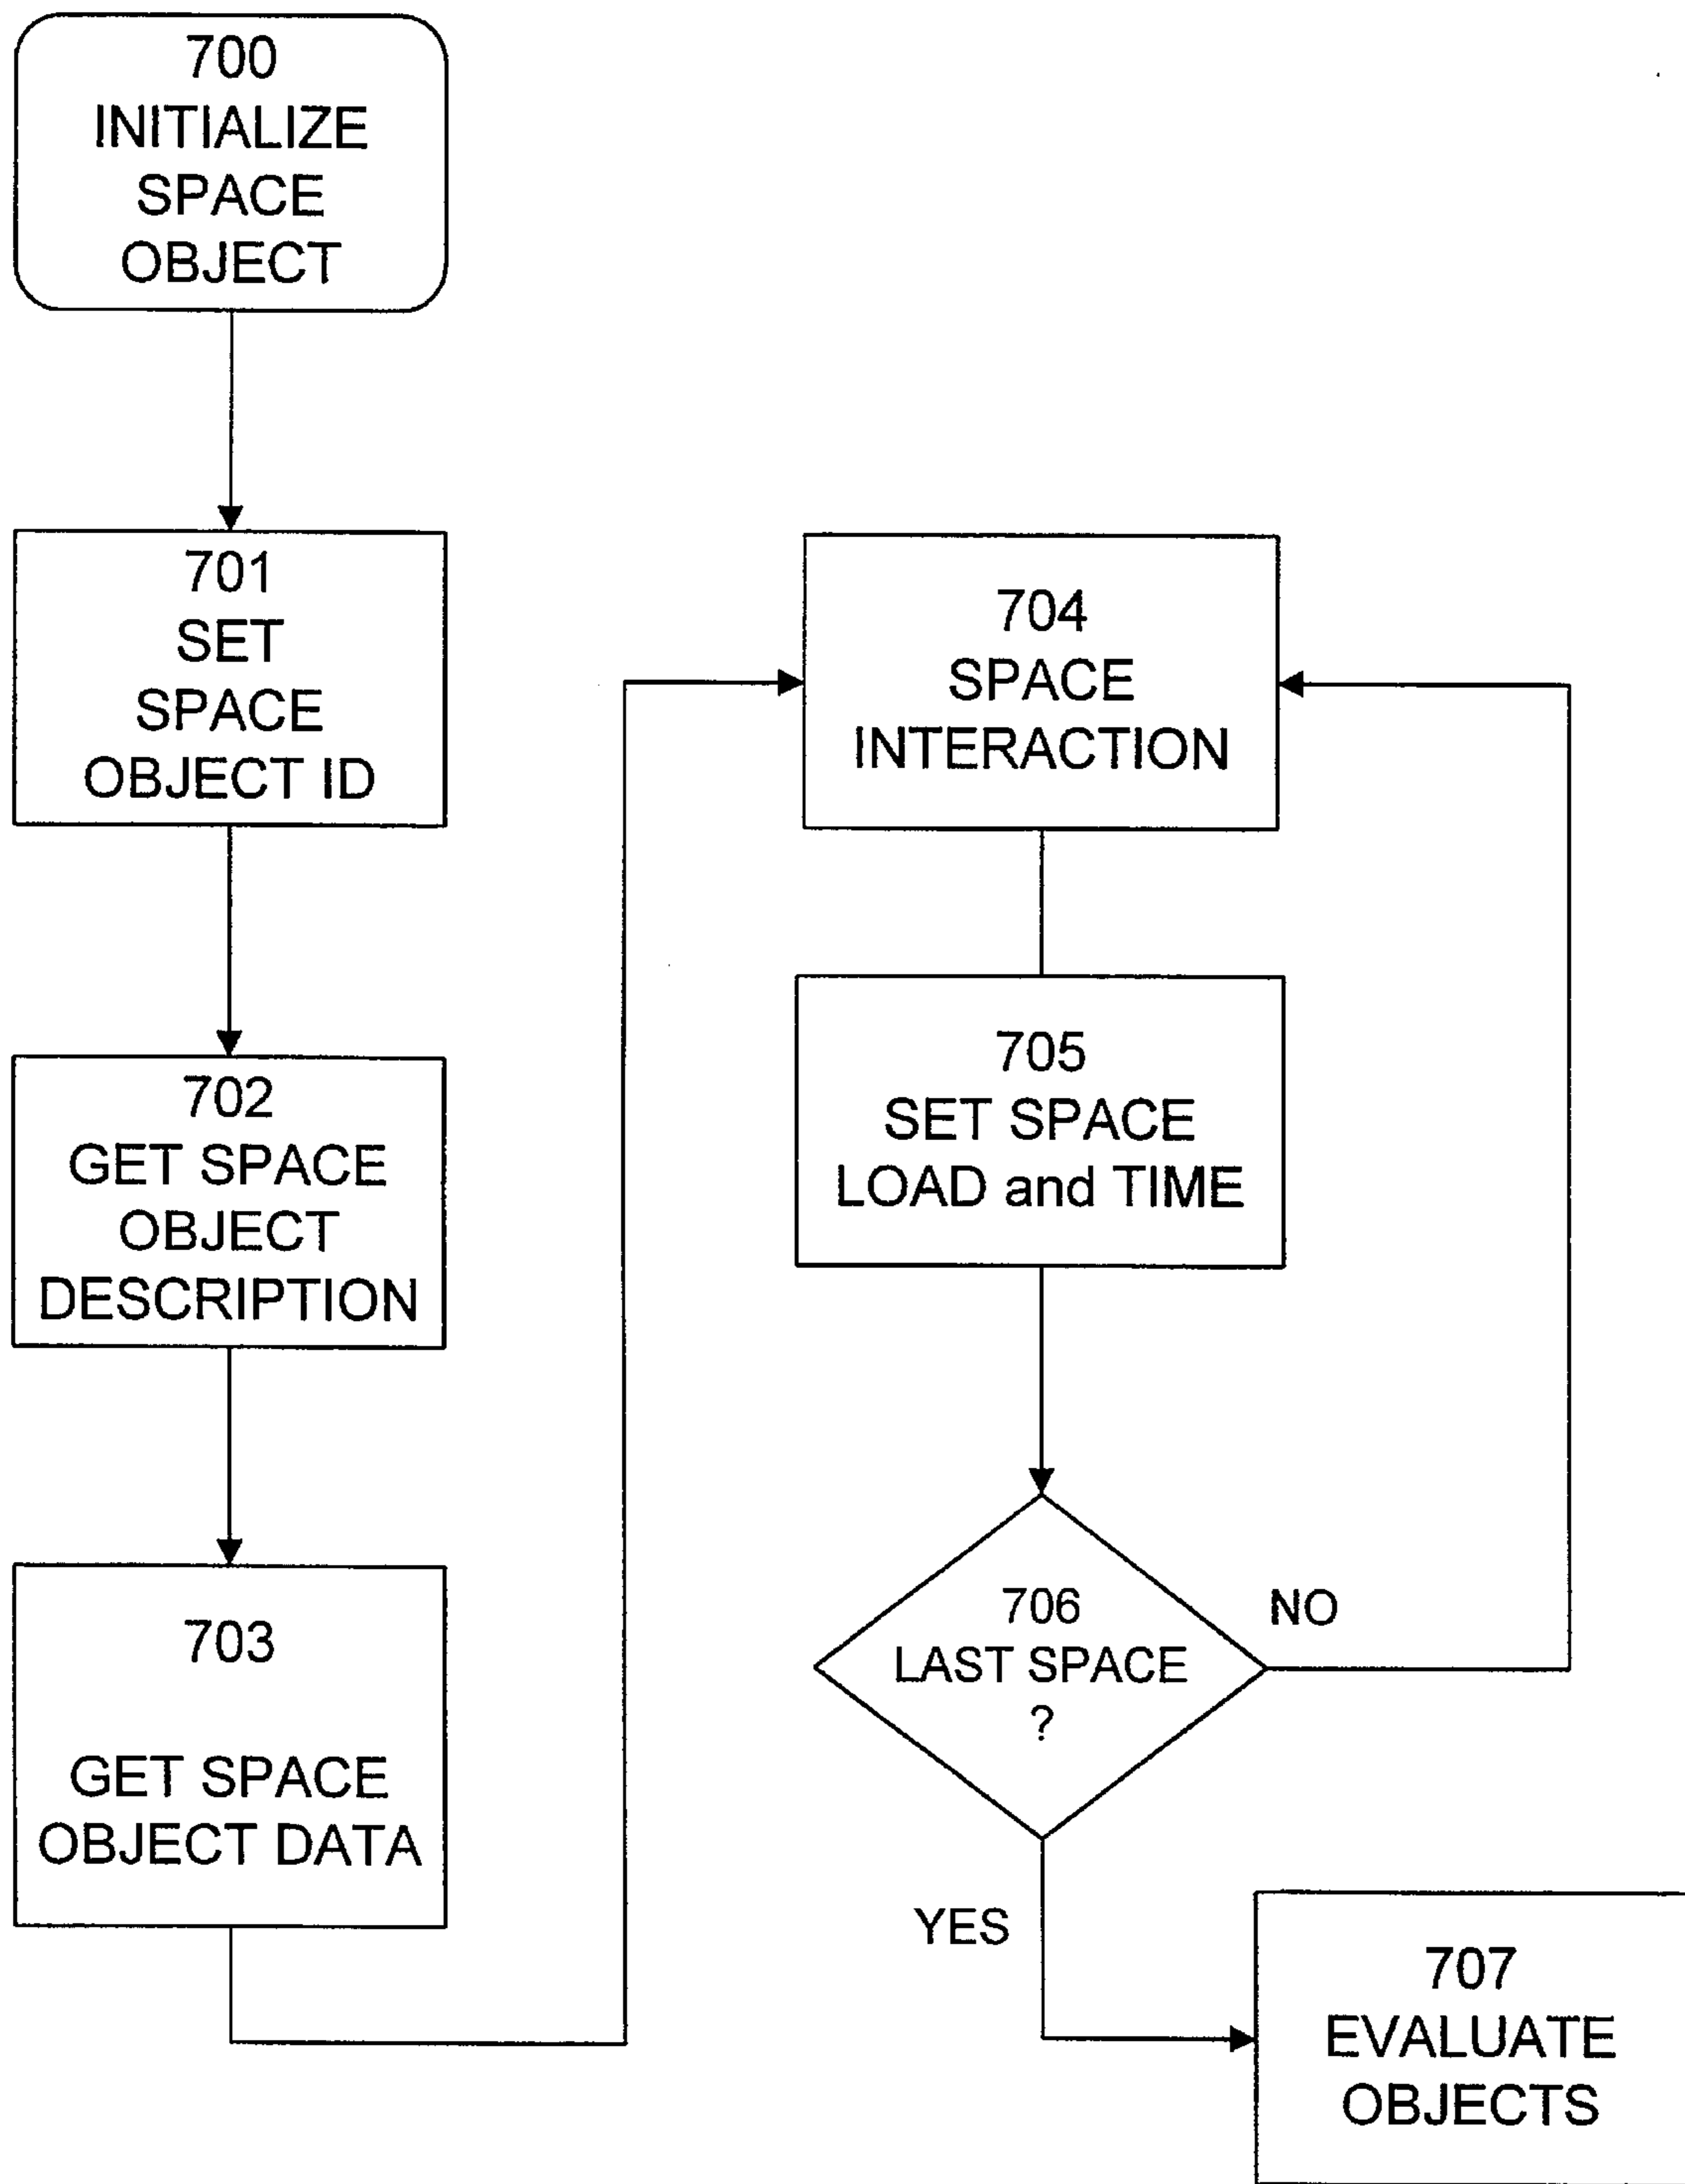 700
INITIALIZE
SPACE
OBJECT
701
SET
SPACE
OBJECT ID
702
GET SPACE
OBJECT
DESCRIPTION
703
GET SPACE
OBJECT DATA
704
SPACE
INTERACTION
705
SET SPACE
LOAD and TIME
706
LAST SPACE
?
NO
YES
707
EVALUATE
OBJECTS